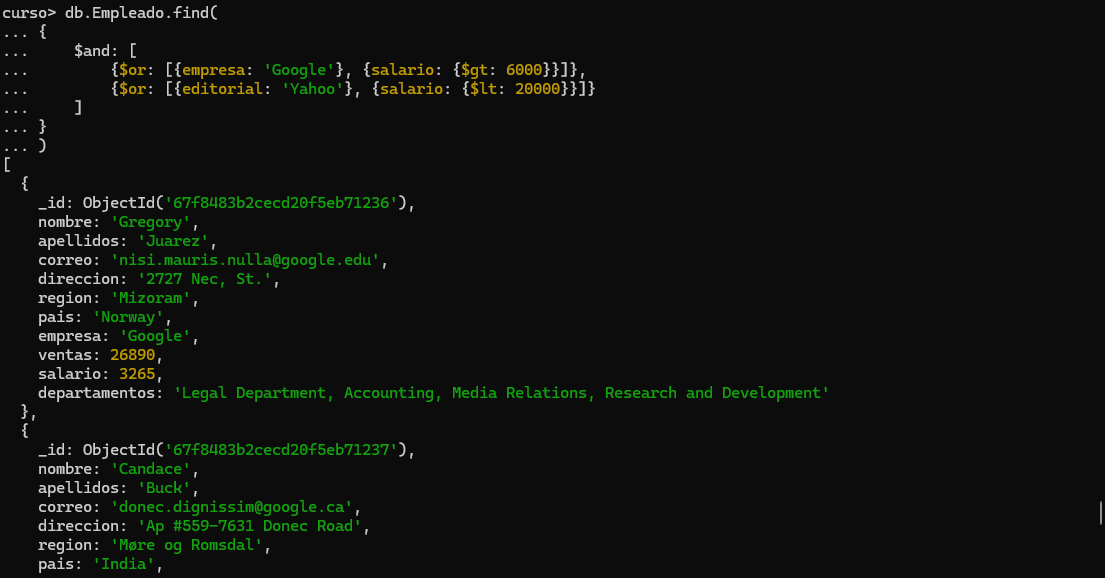 curso> db.Empleado.find(
... {
...     $and: [
...         {$or: [{empresa: 'Google'}, {salario: {$gt: 6000}}]},
...         {$or: [{editorial: 'Yahoo'}, {salario: {$lt: 20000}}]}
...     ]
... }
... )
[
  {
    _id: ObjectId('67f8483b2cecd20f5eb71236'),
    nombre: 'Gregory',
    apellidos: 'Juarez',
    correo: 'nisi.mauris.nulla@google.edu',
    direccion: '2727 Nec, St.',
    region: 'Mizoram',
    pais: 'Norway',
    empresa: 'Google',
    ventas: 26890,
    salario: 3265,
    departamentos: 'Legal Department, Accounting, Media Relations, Research and Development'
  },
  {
    _id: ObjectId('67f8483b2cecd20f5eb71237'),
    nombre: 'Candace',
    apellidos: 'Buck',
    correo: 'donec.dignissim@google.ca',
    direccion: 'Ap #559-7631 Donec Road',
    region: 'Møre og Romsdal',
    pais: 'India',